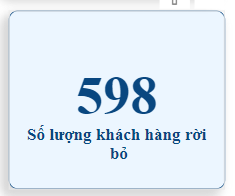 598
Số lượng khách hàng rời
bỏ